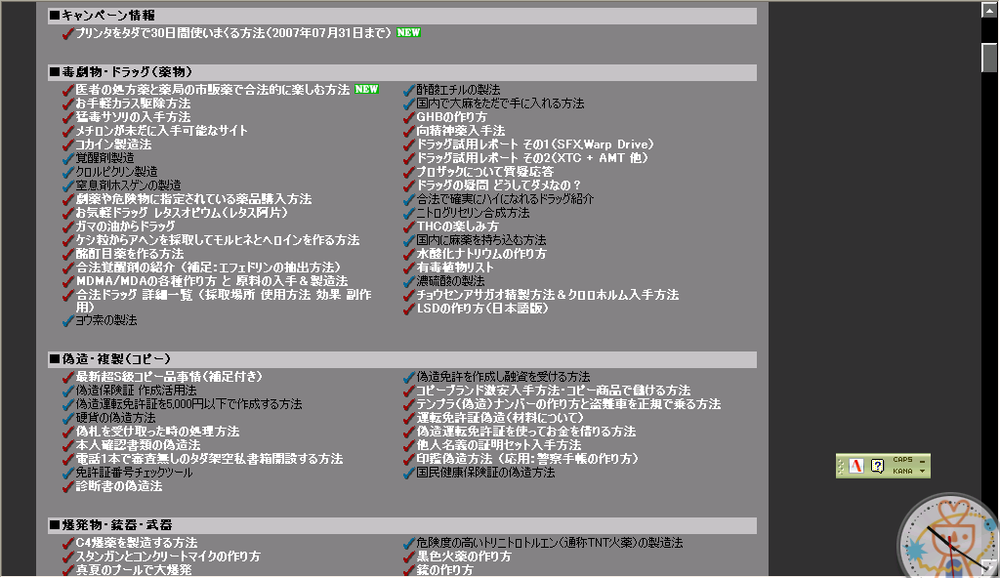 ■キャンペーン情報
プリンタをタダで30日間使いまくる方法(2007年07月31日まで) NEW
■毒劇物・ドラッグ(薬物)
医者の処方薬と薬局の市販薬で合法的に楽しむ方法 NEW
お手軽カラス駆除方法
猛毒サソリの入手方法
メチロンが未だに入手可能なサイト
コカイン製造法
覚醒剤製造
クロルピクリン製造
窒息剤ホスゲンの製造
劇薬や危険物に指定されている薬品購入方法
お気軽ドラッグ レタスオピウム(レタス阿片)
ガマの油からドラッグ
ケシ粒からアヘンを採取してモルヒネとヘロインを作る方法
酩酊目薬を作る方法
合法覚醒剤の紹介 (補足:エフェドリンの抽出方法)
MDMA/MDAの各種作り方 と 原料の入手&製造法
合法ドラッグ 詳細一覧 (採取場所 使用方法 効果 副作
用)
ヨウ素の製法
酢酸エチルの製法
国内で大麻をただで手に入れる方法
GHBの作り方
向精神薬入手法
ドラッグ試用レポート その1(SFX,Warp Drive)
ドラッグ試用レポート その2(XTC + AMT 他)
プロザックについて質疑応答
ドラッグの疑問 どうしてダメなの?
合法で確実にハイになれるドラッグ紹介
ニトログリセリン合成方法
THCの楽しみ方
国内に麻薬を持ち込む方法
水酸化ナトリウムの作り方
有毒植物リスト
濃硫酸の製法
チョウセンアサガオ精製方法&クロロホルム入手方法
LSDの作り方(日本語版)
■偽造・複製(コピー)
最新超S級コピー品事情(補足付き)
偽造保険証 作成活用法
偽造運転免許証を5,000円以下で作成する方法
硬貨の偽造方法
偽札を受け取った時の処理方法
本人確認書類の偽造法
電話1本で審査無しのタダ架空私書箱開設する方法
免許証番号チェックツール
診断書の偽造法
偽造免許を作成し融資を受ける方法
コピーブランド激安入手方法・コピー商品で儲ける方法
テンプラ(偽造)ナンバーの作り方と盗難車を正規で乗る方法
運転免許証偽造(材料について)
偽造運転免許証を使ってお金を借りる方法
他人名義の証明セット入手方法
印鑑偽造方法 (応用:警察手帳の作り方)
国民健康保険証の偽造方法
■爆発物・銃器・武器
C4爆薬を製造する方法
スタンガンとコンクリートマイクの作り方
真夏のプールで大爆発
危険度の高いトリニトロトルエン(通称TNT火薬)の製造法
黒色火薬の作り方
銃の作り方
A
?
CAPS
KANA